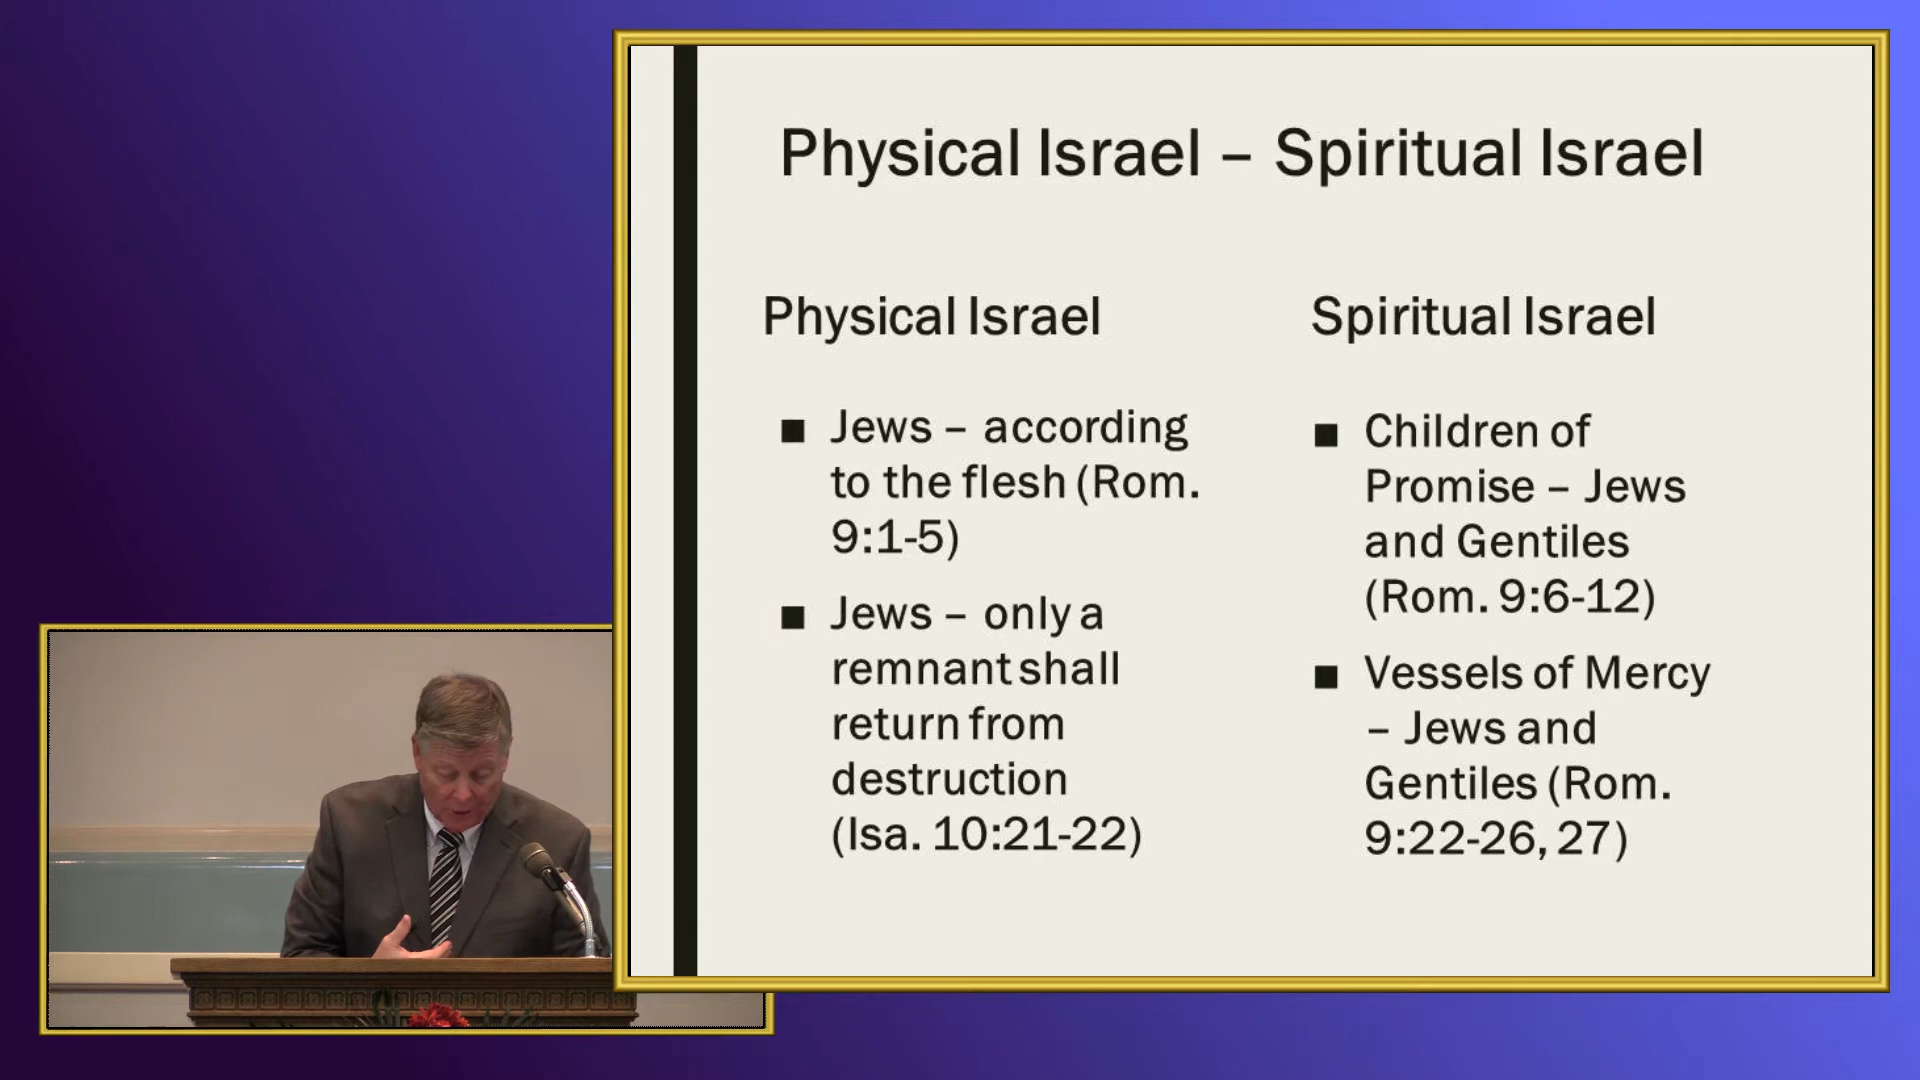 Physical Israel – Spiritual Israel
Physical Israel
■ Jews – according
to the flesh (Rom.
9:1-5)
■ Jews – only a
remnant shall
return from
destruction
(Isa. 10:21-22)
Spiritual Israel
■ Children of
Promise – Jews
and Gentiles
(Rom. 9:6-12)
■ Vessels of Mercy
– Jews and
Gentiles (Rom.
9:22-26, 27)